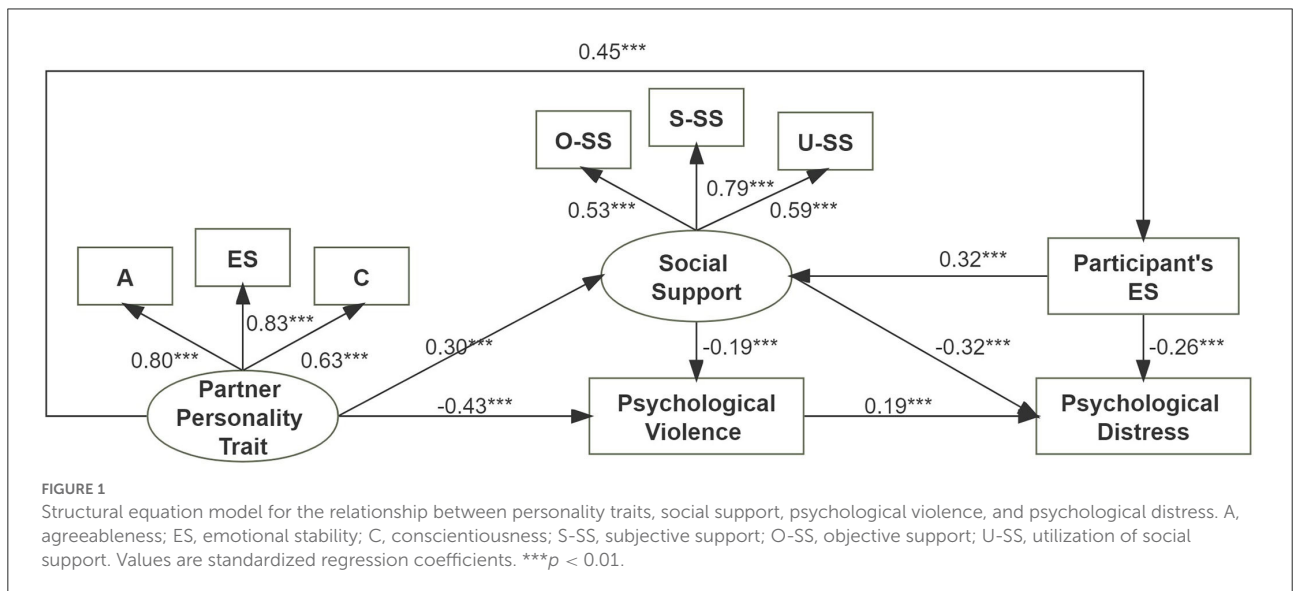 0.45***
S-SS
O-SS
U-SS
0.79***
0.53***
0.59***
A
ES
C
Social
Support
0.32***
Participant's
ES
0.83***
0.80***
0.63***
0.30***
-0.19***
-0.32***
-0.26***
Partner
Personality
Trait
-0.43***
Psychological
Violence
0.19***
Psychological
Distress
FIGURE 1
Structural equation model for the relationship between personality traits, social support, psychological violence, and psychological distress. A,
agreeableness; ES, emotional stability; C, conscientiousness; S-SS, subjective support; O-SS, objective support; U-SS, utilization of social
support. Values are standardized regression coefficients. ***p < 0.01.